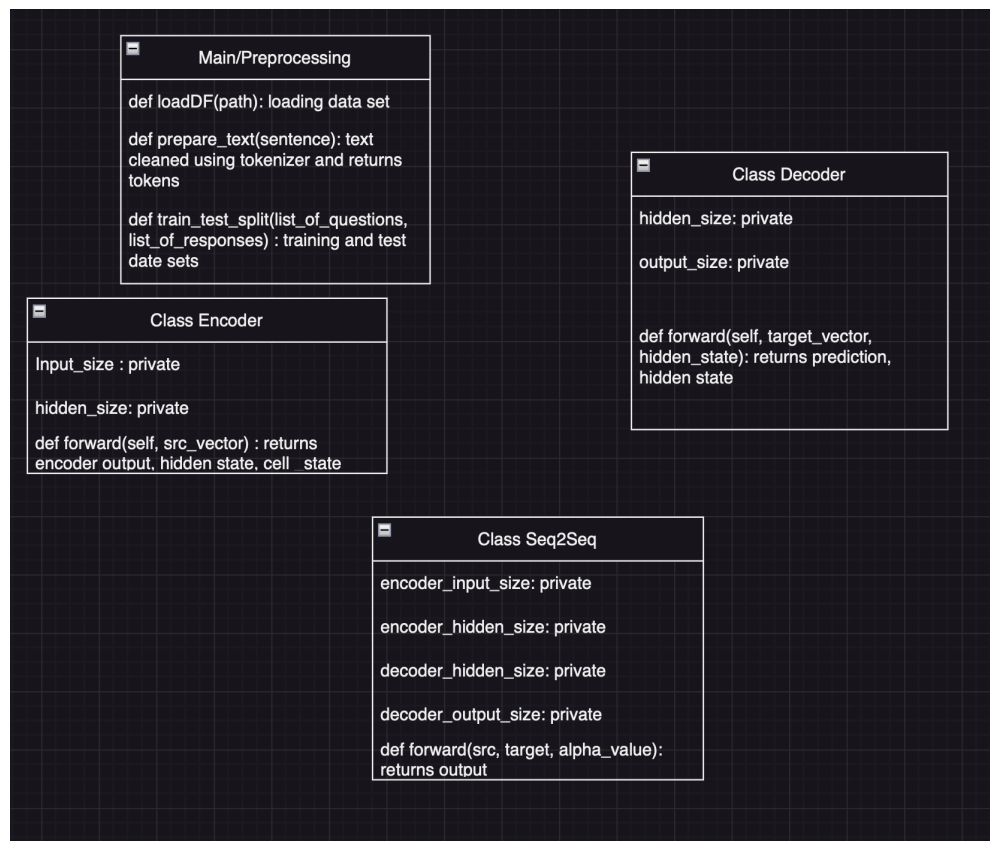 Main/Preprocessing
def loadDF(path): loading data set
def prepare_text(sentence): text
cleaned using tokenizer and returns
tokens
def train_test_split(list_of_questions,
list_of_responses) : training and test
date sets
Class Encoder
Input_size : private
hidden_size: private
def forward(self, src_vector) : returns
encoder output, hidden state, cell _state
Class Decoder
hidden_size: private
output_size: private
def forward(self, target_vector,
hidden_state): returns prediction,
hidden state
Class Seq2Seq
encoder_input_size: private
encoder_hidden_size: private
decoder_hidden_size: private
decoder_output_size: private
def forward(src, target, alpha_value):
returns output